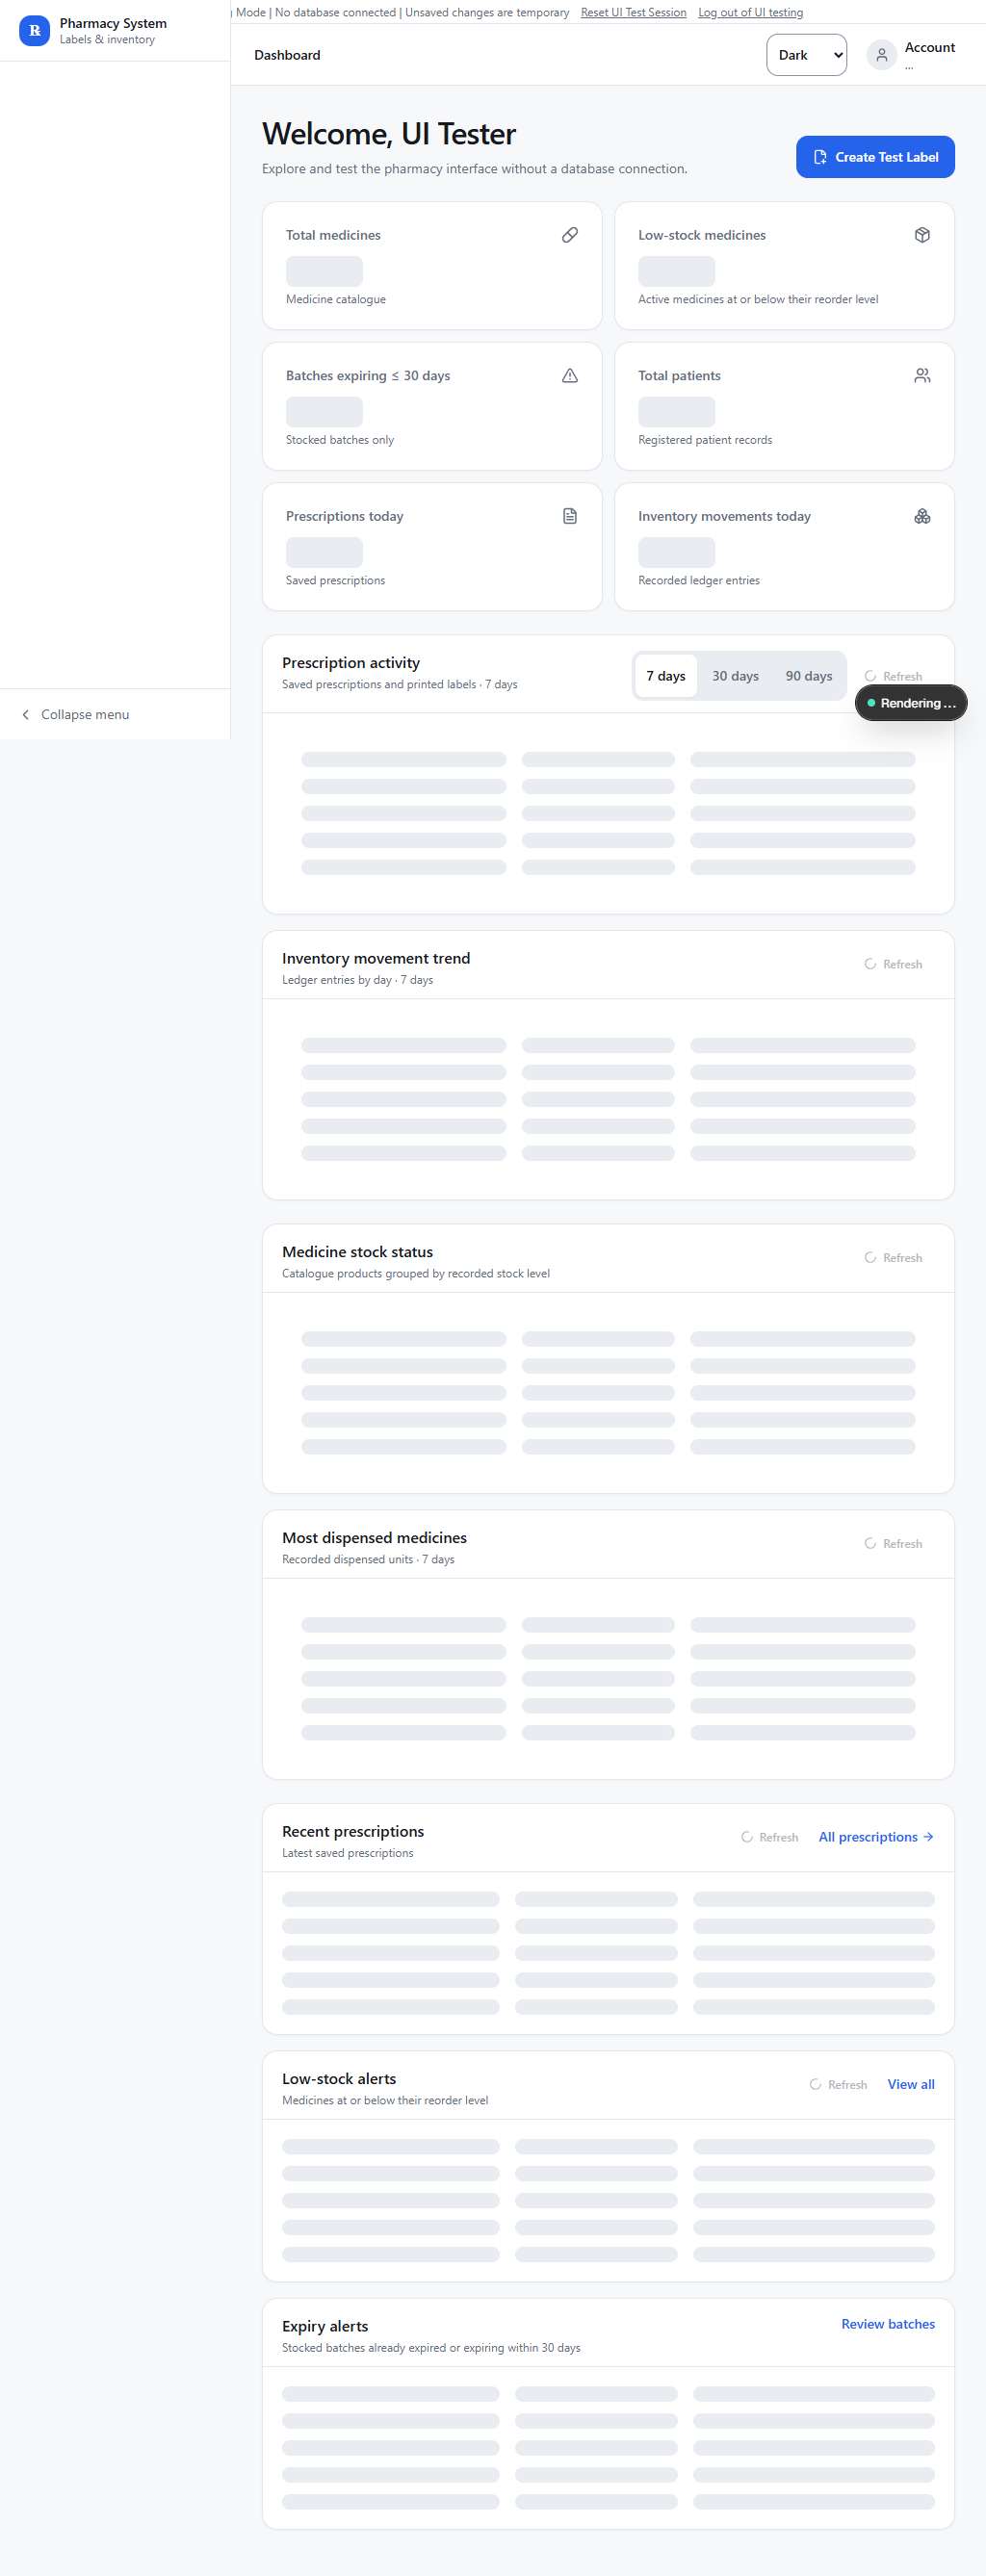 ℞
Pharmacy System
Labels & inventory
Mode | No database connected | Unsaved changes are temporary Reset UI Test Session Log out of UI testing
Dashboard
Dark
Account
...
Welcome, UI Tester
Explore and test the pharmacy interface without a database connection.
Create Test Label
Total medicines
Medicine catalogue
Low-stock medicines
Active medicines at or below their reorder level
Batches expiring ≤ 30 days
Stocked batches only
Total patients
Registered patient records
Prescriptions today
Saved prescriptions
Inventory movements today
Recorded ledger entries
Prescription activity
Saved prescriptions and printed labels · 7 days
7 days 30 days 90 days
Refresh
Rendering...
Collapse menu
Inventory movement trend
Ledger entries by day · 7 days
Refresh
Medicine stock status
Catalogue products grouped by recorded stock level
Refresh
Most dispensed medicines
Recorded dispensed units · 7 days
Refresh
Recent prescriptions
Latest saved prescriptions
Refresh
All prescriptions →
Low-stock alerts
Medicines at or below their reorder level
Refresh
View all
Expiry alerts
Stocked batches already expired or expiring within 30 days
Review batches